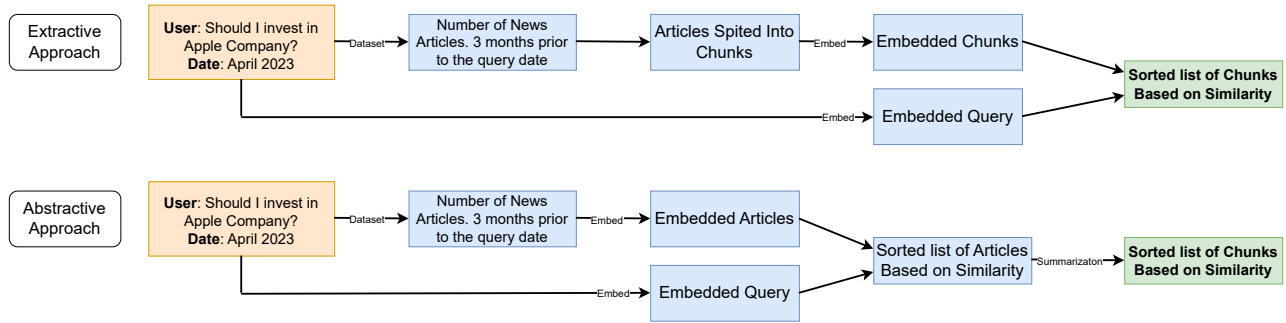 Extractive
Approach
User: Should I invest in
Apple Company?
Date: April 2023
Dataset
Number of News
Articles. 3 months prior
to the query date
Articles Spited Into
Chunks
Embed
Embedded Chunks
Embed
Embedded Query
Sorted list of Chunks
Based on Similarity
Abstractive
Approach
User: Should I invest in
Apple Company?
Date: April 2023
Dataset
Number of News
Articles. 3 months prior
to the query date
Embed
Embedded Articles
Embed
Embedded Query
Sorted list of Articles
Based on Similarity
Summarizaton
Sorted list of Chunks
Based on Similarity